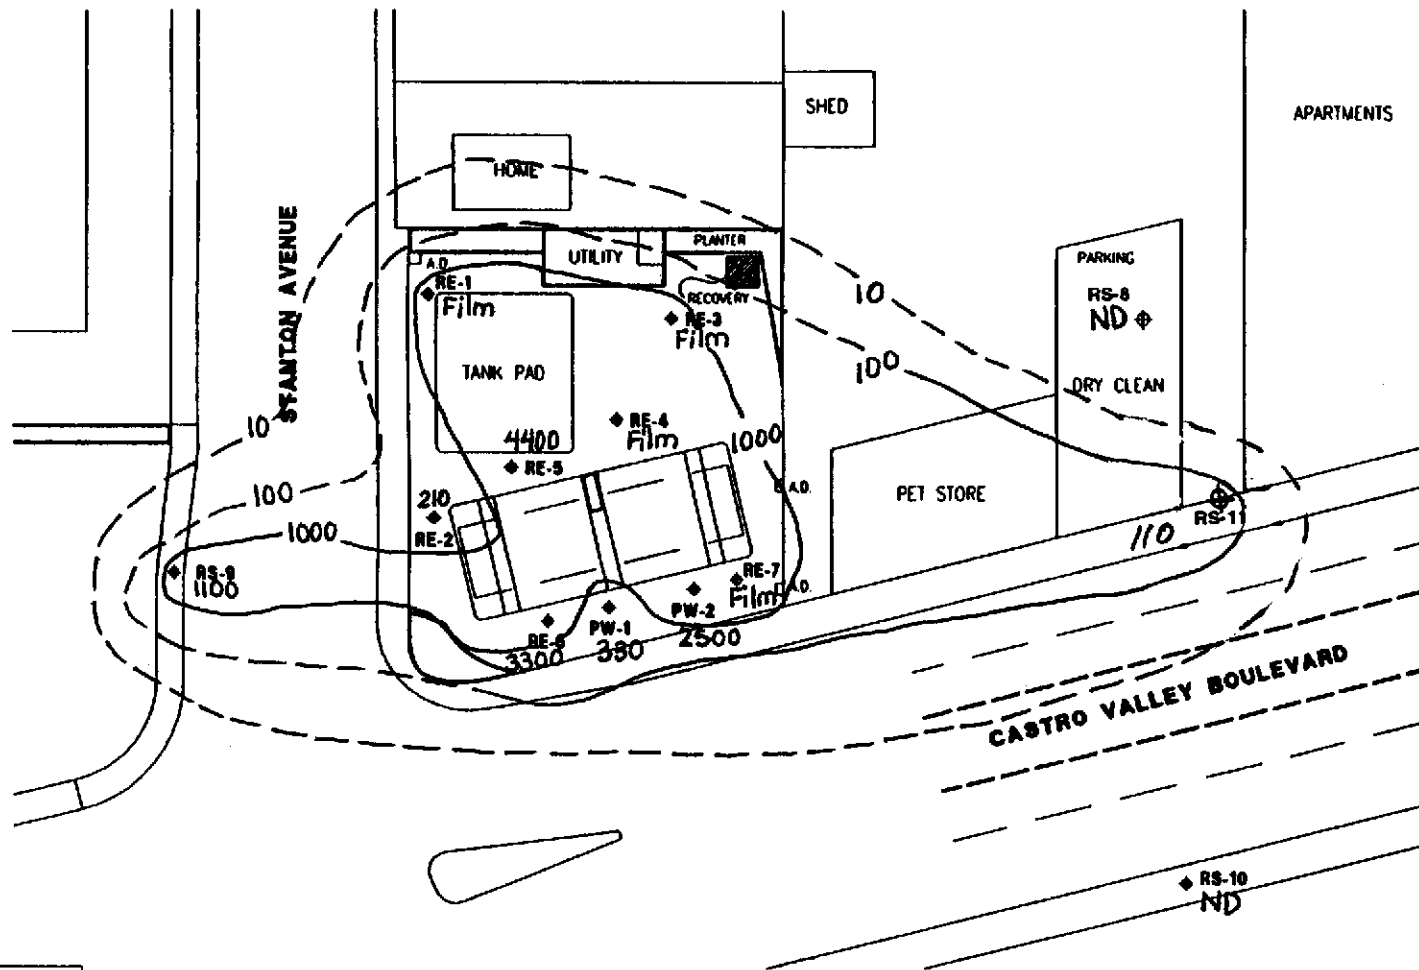 SHED
APARTMENTS
HOME
STANTON AVENUE
PLANTER
UTILITY
A.D.
RE-1
Film
RECOVERY
RE-3
Film
10
PARKING
RS-8
ND
TANK PAD
100
DRY CLEAN
RE-4
Film
10
4400
1000
RE-5
100
210
A.D.
PET STORE
RE-2
1000
RS-11
110
RS-9
1100
RE-7
Film
A.D.
PW-2
2500
PW-1
330
RE-6
3300
CASTRO VALLEY BOULEVARD
RS-10
ND